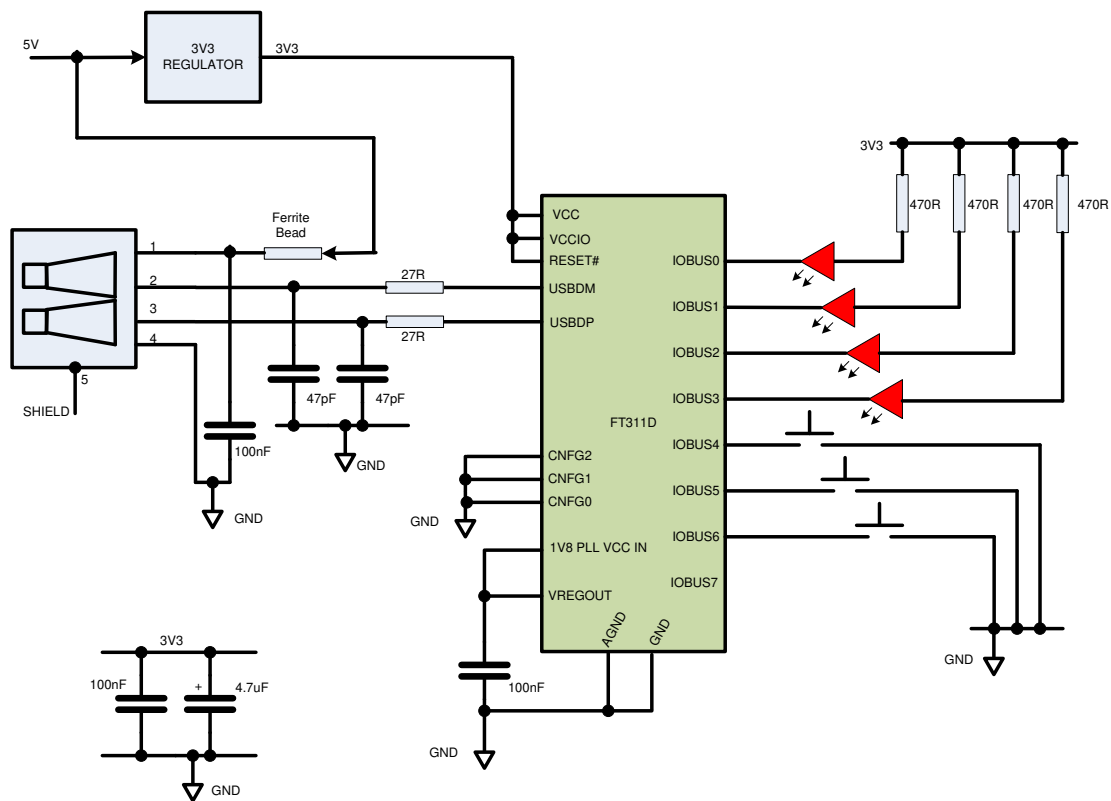 5V
3V3
REGULATOR
3V3
3V3
470R
470R
470R
470R
Ferrite
Bead
1
2
3
4
5
SHIELD
27R
27R
47pF
47pF
GND
100nF
GND
VCC
VCCIO
RESET#
USBDM
USBDP
FT311D
CNFG2
CNFG1
CNFG0
GND
1V8 PLL VCC IN
VREGOUT
AGND
GND
IOBUS0
IOBUS1
IOBUS2
IOBUS3
IOBUS4
IOBUS5
IOBUS6
IOBUS7
GND
100nF
GND
3V3
100nF
+
4.7uF
GND